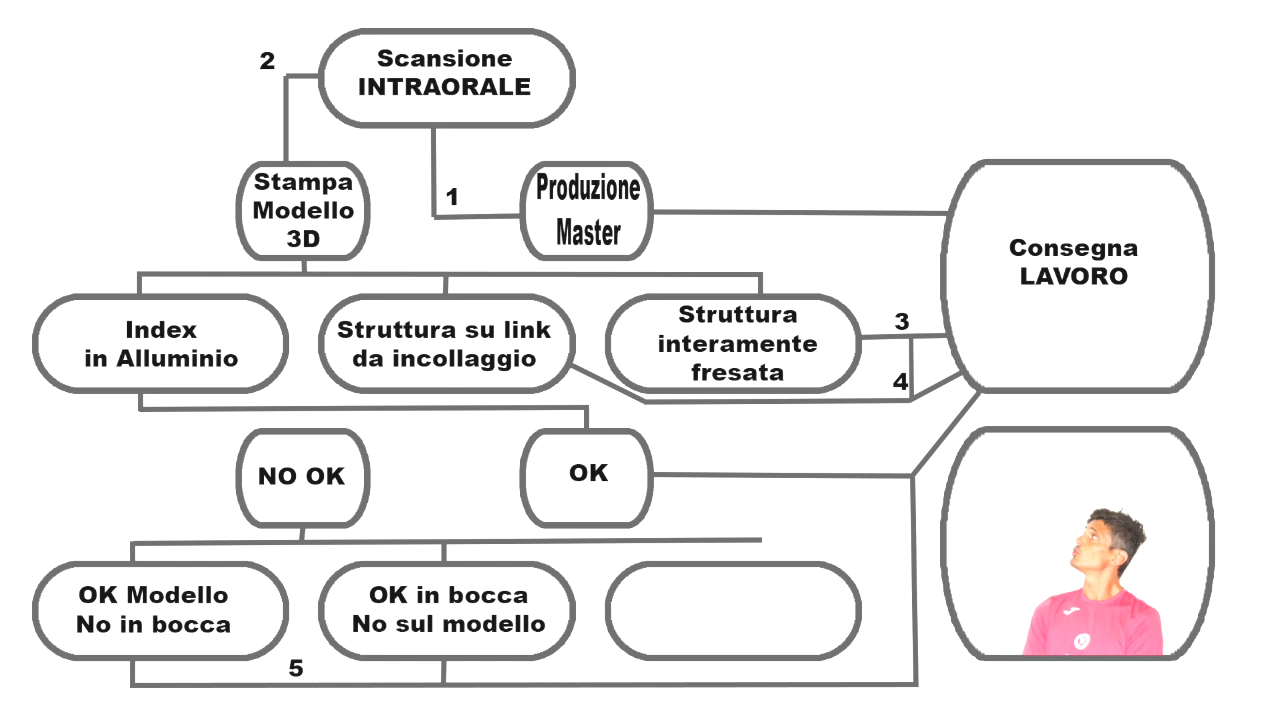 2
Scansione
INTRAORALE
Stampa
Modello
3D
1
Produzione
Master
Consegna
LAVORO
Index
in Alluminio
Struttura su link
da incollaggio
Struttura
interamente
fresata
3
4
NO OK
OK
OK Modello
No in bocca
OK in bocca
No sul modello
5